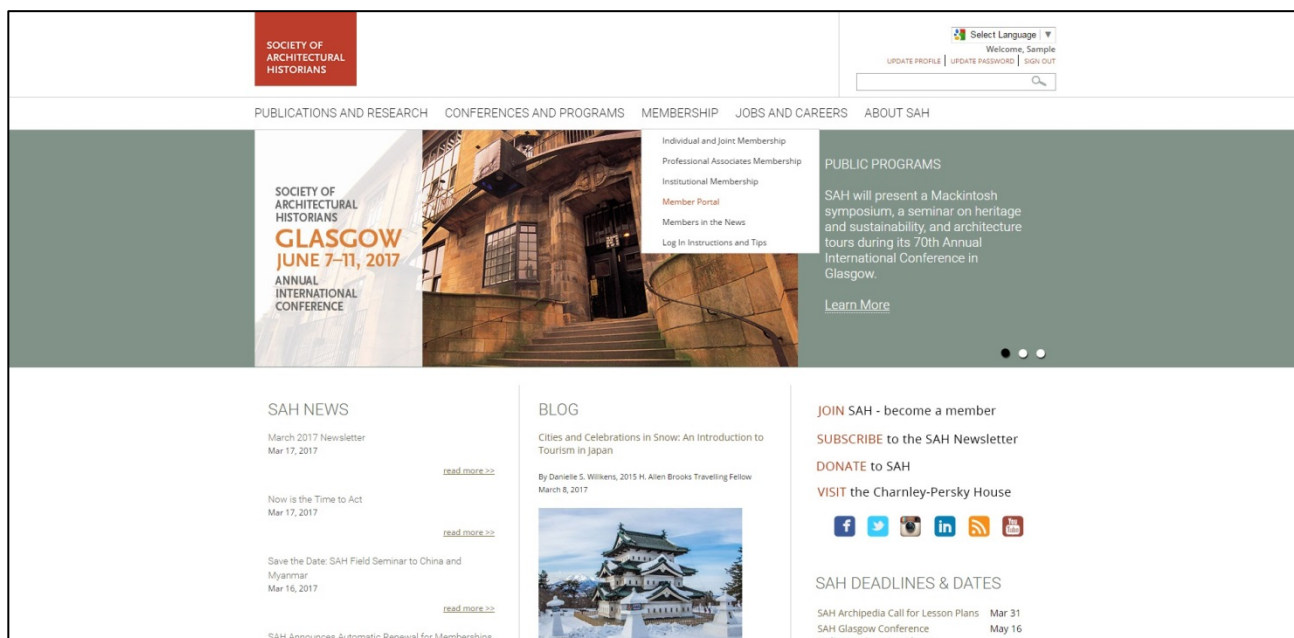 SOCIETY OF
ARCHITECTURAL
HISTORIANS
Select Language ▼
Welcome, Sample
UPDATE PROFILE | UPDATE PASSWORD | SIGN OUT
PUBLICATIONS AND RESEARCH CONFERENCES AND PROGRAMS MEMBERSHIP JOBS AND CAREERS ABOUT SAH
Individual and Joint Membership
Professional Associates Membership
Institutional Membership
Member Portal
Members in the News
Log In Instructions and Tips
SOCIETY OF
ARCHITECTURAL
HISTORIANS
GLASGOW
JUNE 7–11, 2017
ANNUAL
INTERNATIONAL
CONFERENCE
PUBLIC PROGRAMS
SAH will present a Mackintosh
symposium, a seminar on heritage
and sustainability, and architecture
tours during its 70th Annual
International Conference in
Glasgow.
Learn More
SAH NEWS
March 2017 Newsletter
Mar 17, 2017
read more >>
Now is the Time to Act
Mar 17, 2017
read more >>
Save the Date: SAH Field Seminar to China and
Myanmar
Mar 16, 2017
read more >>
SAH Announces Automatic Renewal for Memberships
BLOG
Cities and Celebrations in Snow: An Introduction to
Tourism in Japan
By Danielle S. Willkens, 2015 H. Allen Brooks Travelling Fellow
March 8, 2017
JOIN SAH - become a member
SUBSCRIBE to the SAH Newsletter
DONATE to SAH
VISIT the Charnley-Persky House
You
Tube
SAH DEADLINES & DATES
SAH Archipedia Call for Lesson Plans Mar 31
SAH Glasgow Conference May 16